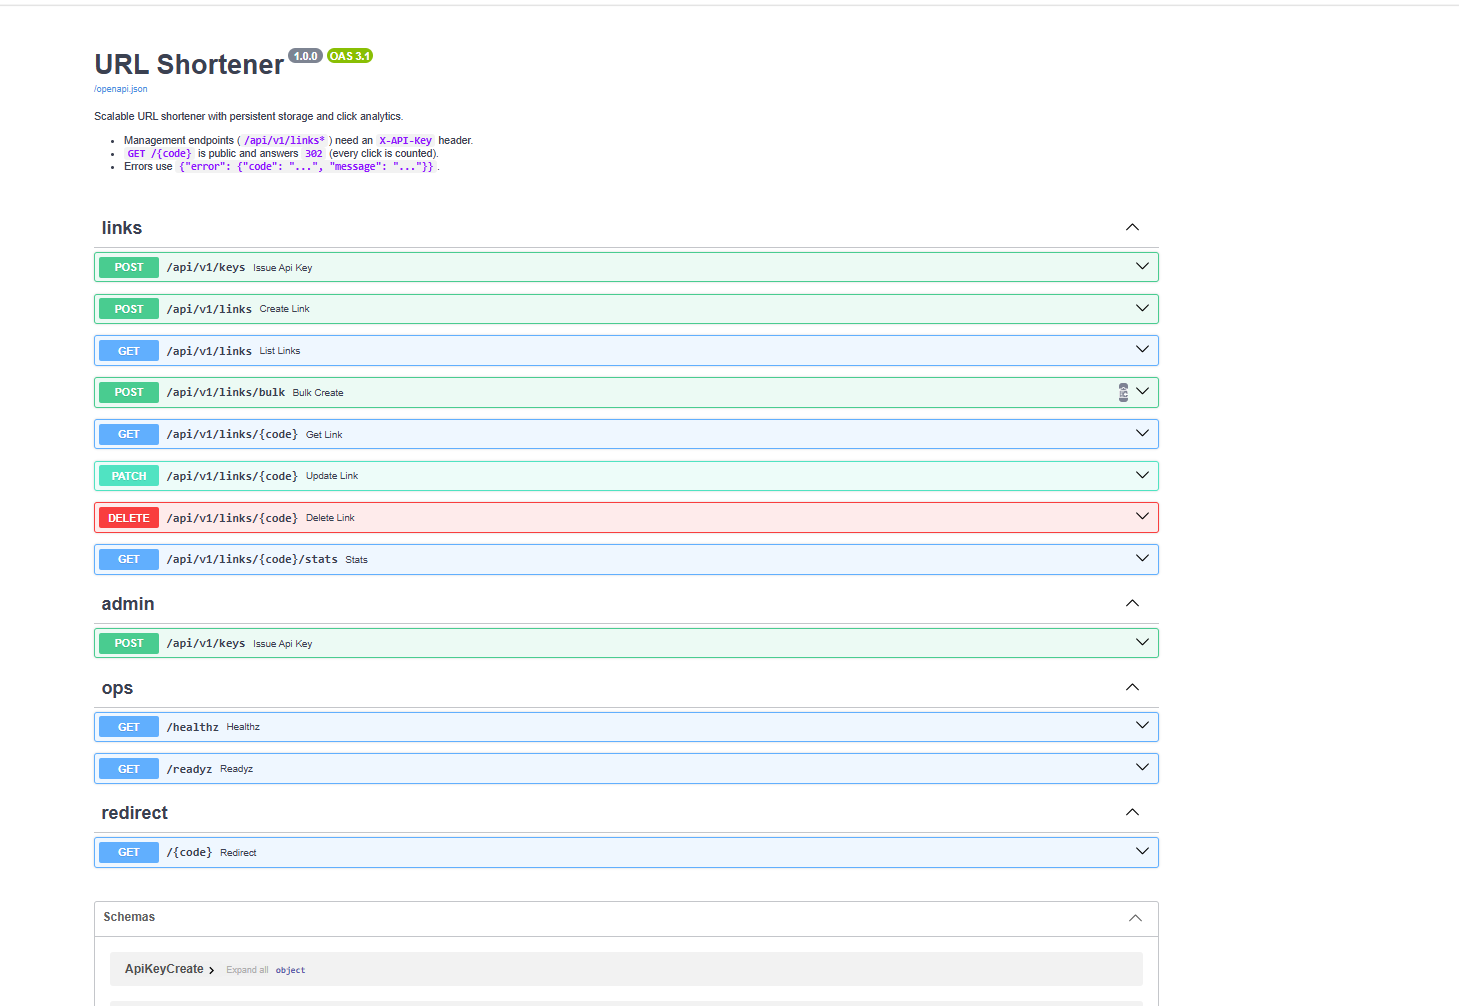 URL Shortener 1.0.0 OAS 3.1
/openapi.json
Scalable URL shortener with persistent storage and click analytics.
• Management endpoints ( /api/v1/links* ) need an X-API-Key header.
• GET /{code} is public and answers 302 (every click is counted).
• Errors use {"error": {"code": "...", "message": "..."}} .
links
POST /api/v1/keys Issue Api Key
POST /api/v1/links Create Link
GET /api/v1/links List Links
POST /api/v1/links/bulk Bulk Create
GET /api/v1/links/{code} Get Link
PATCH /api/v1/links/{code} Update Link
DELETE /api/v1/links/{code} Delete Link
GET /api/v1/links/{code}/stats Stats
admin
POST /api/v1/keys Issue Api Key
ops
GET /healthz Healthz
GET /readyz Readyz
redirect
GET /{code} Redirect
Schemas
ApiKeyCreate Expand all object